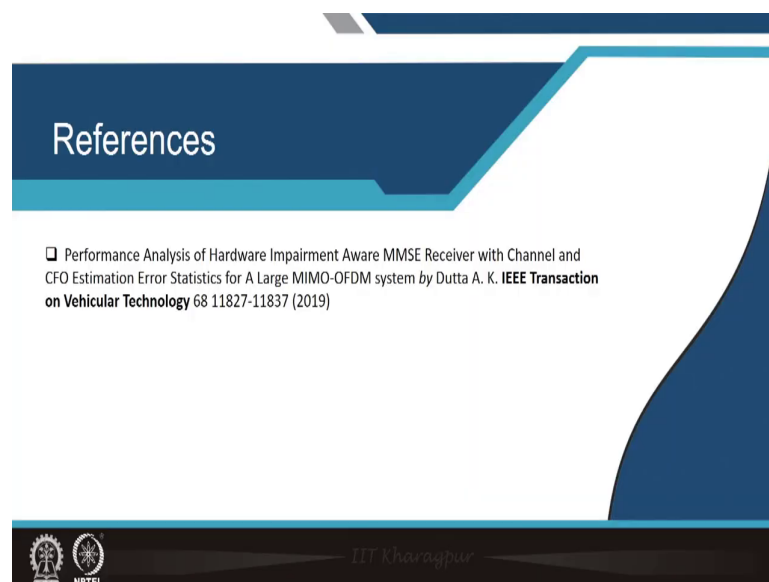 References
❑ Performance Analysis of Hardware Impairment Aware MMSE Receiver with Channel and
CFO Estimation Error Statistics for A Large MIMO-OFDM system by Dutta A. K. IEEE Transaction
on Vehicular Technology 68 11827-11837 (2019)
IIT Kharagpur
NPTEL